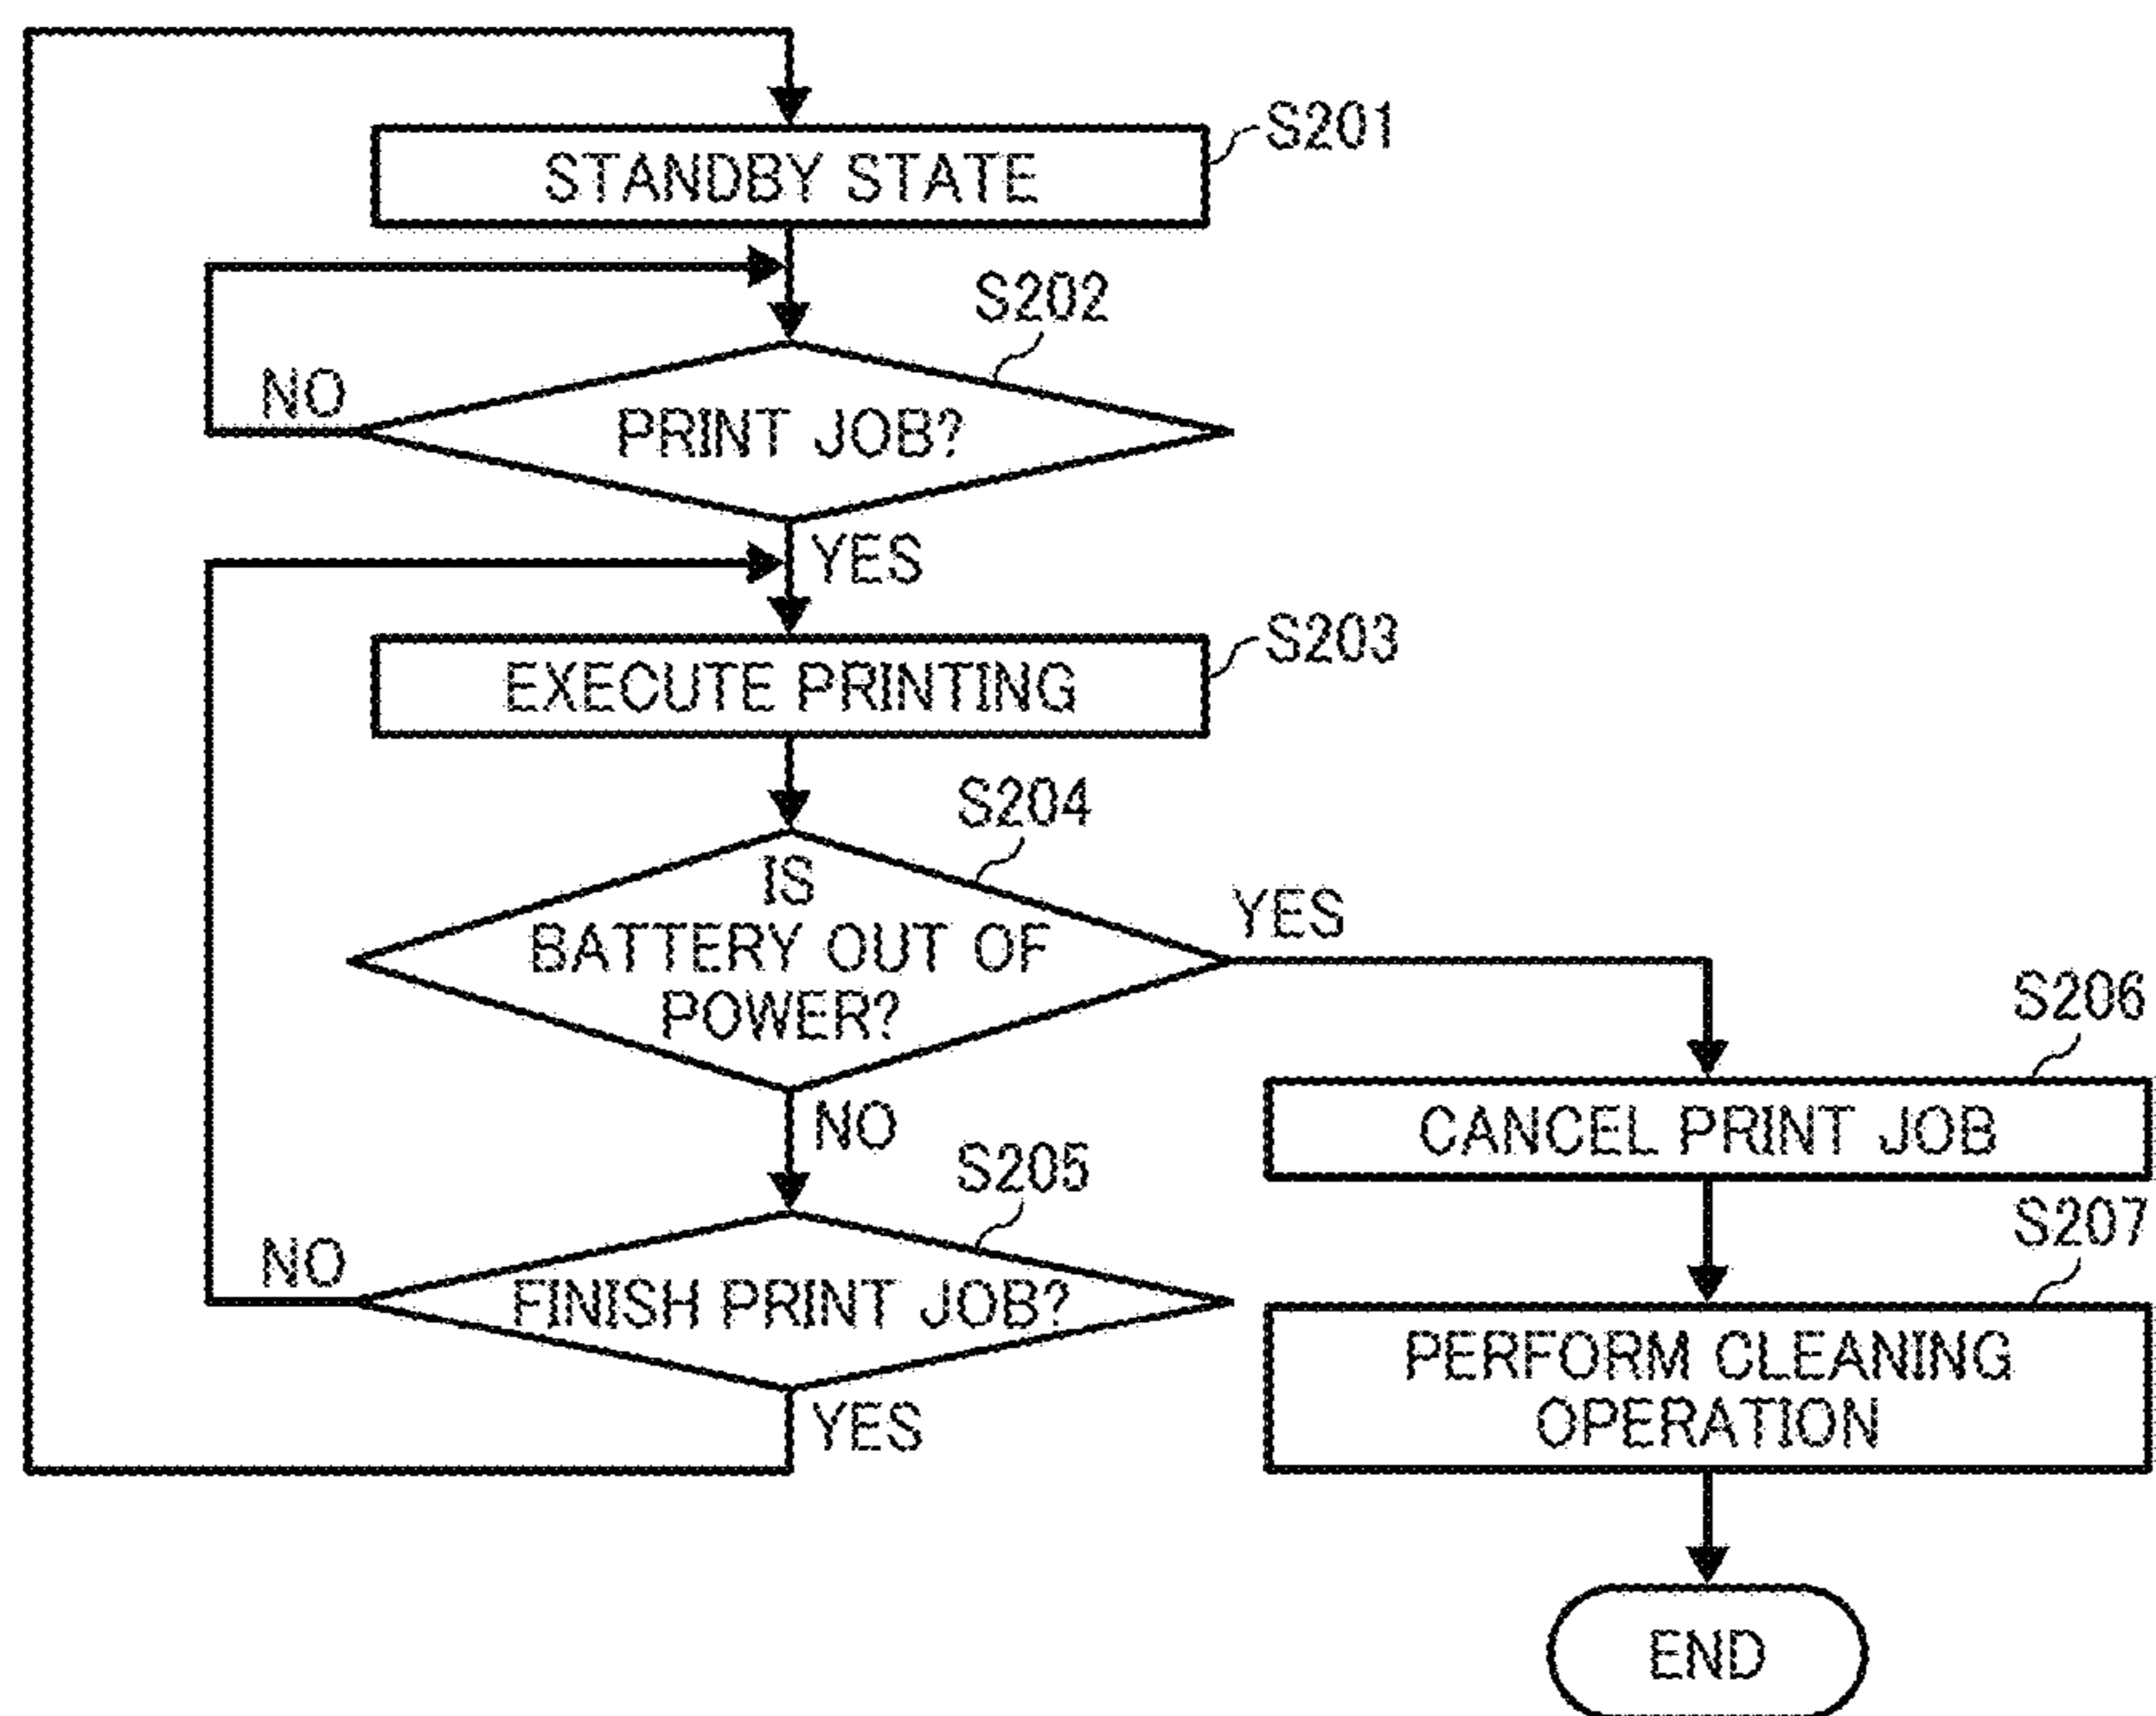 S201
STANDBY STATE
S202
NO
PRINT JOB?
YES
S203
EXECUTE PRINTING
S204
IS
BATTERY OUT OF
POWER?
YES
NO
S206
CANCEL PRINT JOB
S205
NO
FINISH PRINT JOB?
YES
S207
PERFORM CLEANING
OPERATION
END